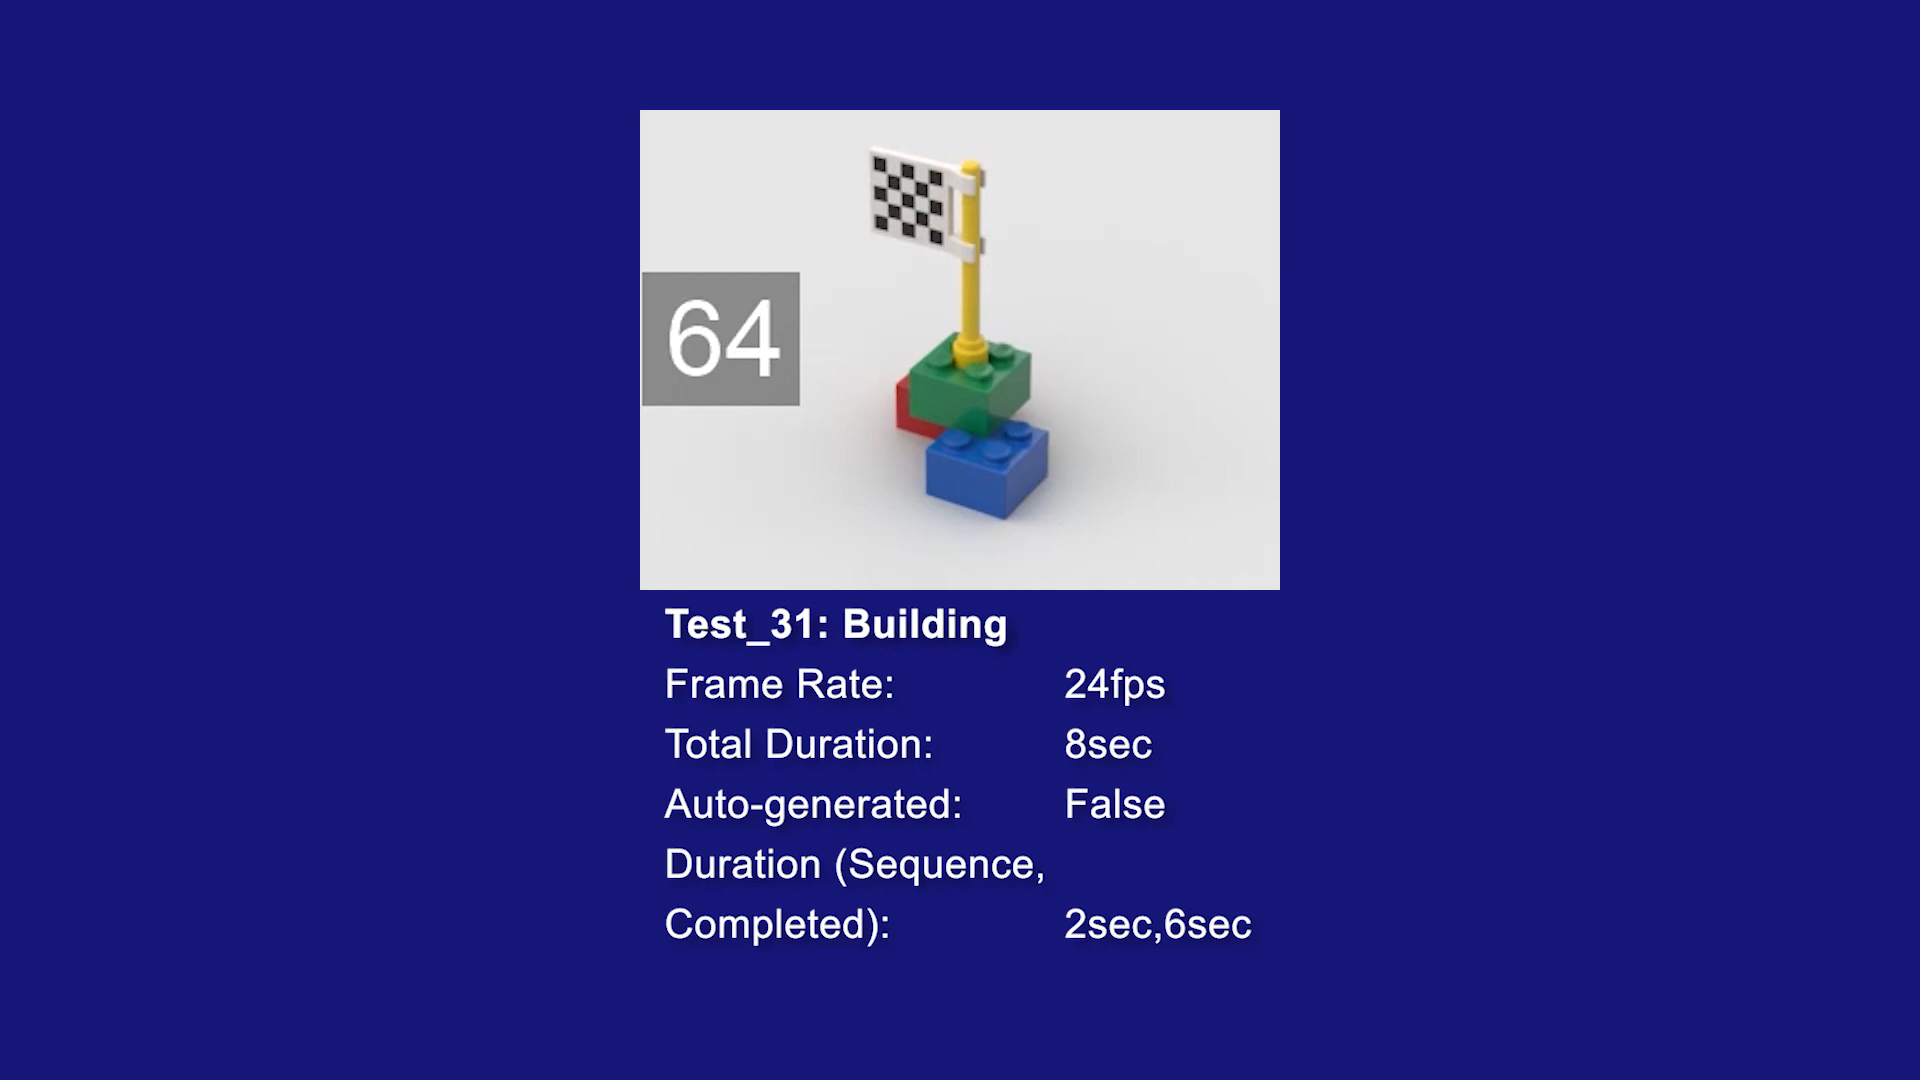 64
Test_31: Building
Frame Rate: 24fps
Total Duration: 8sec
Auto-generated: False
Duration (Sequence,
Completed): 2sec,6sec